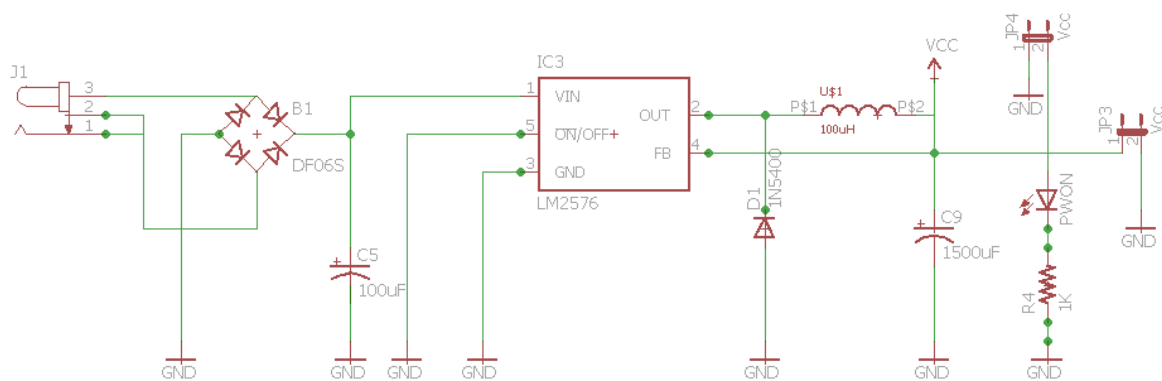 J1
3
2
1
B1
DF06S
GND
C5
100uF
GND
GND
GND
IC3
1
VIN
5
ON/OFF+
3
GND
LM2576
OUT
2
FB
4
P$1
U$1
P$2
100uH
D1
1N5400
GND
VCC
C9
1500uF
GND
JP4
1
2
Vcc
GND
JP3
1
2
Vcc
GND
PWON
R4
1K
GND